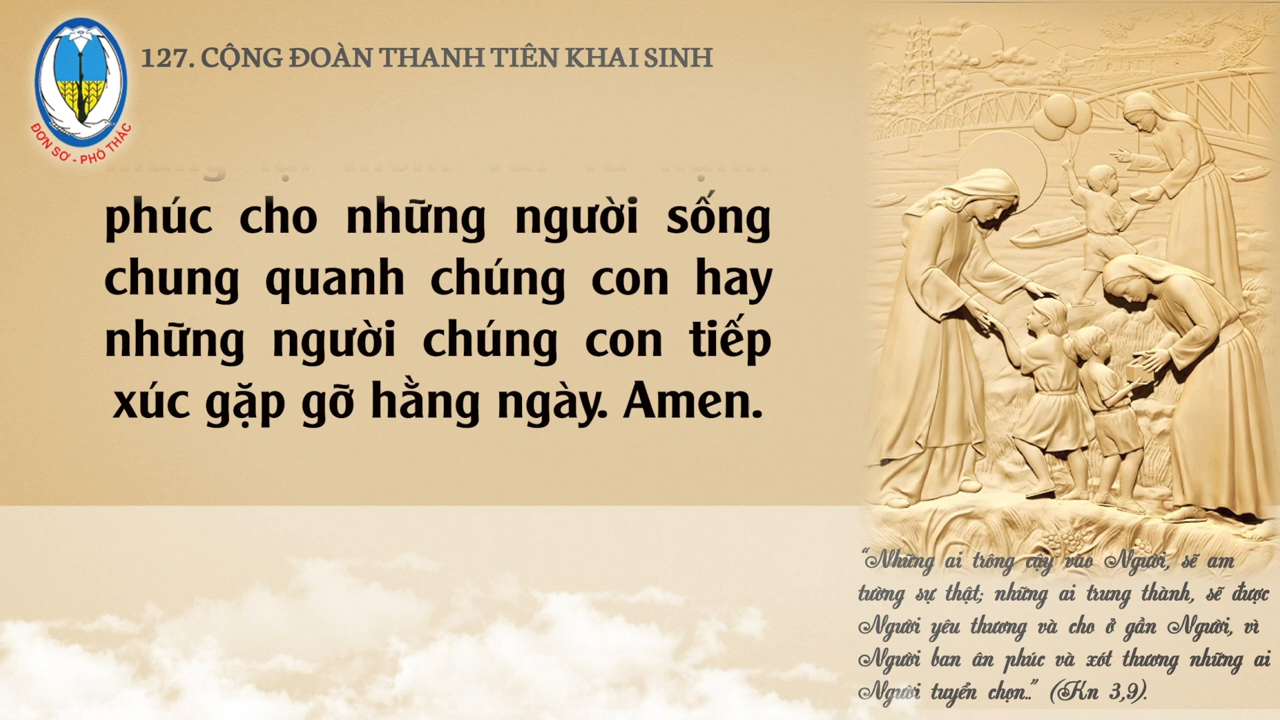 127. CỘNG ĐOÀN THANH TIÊN KHAI SINH
ĐƠN SƠ - PHÓ THÁC
phúc cho những người sống
chung quanh chúng con hay
những người chúng con tiếp
xúc gặp gỡ hằng ngày. Amen.
“Những ai trông cậy vào Người, sẽ am
tường sự thật; những ai trung thành, sẽ được
Người yêu thương và cho ở gần Người, vì
Người ban ân phúc và xót thương những ai
Người tuyển chọn..” (Kn 3,9).